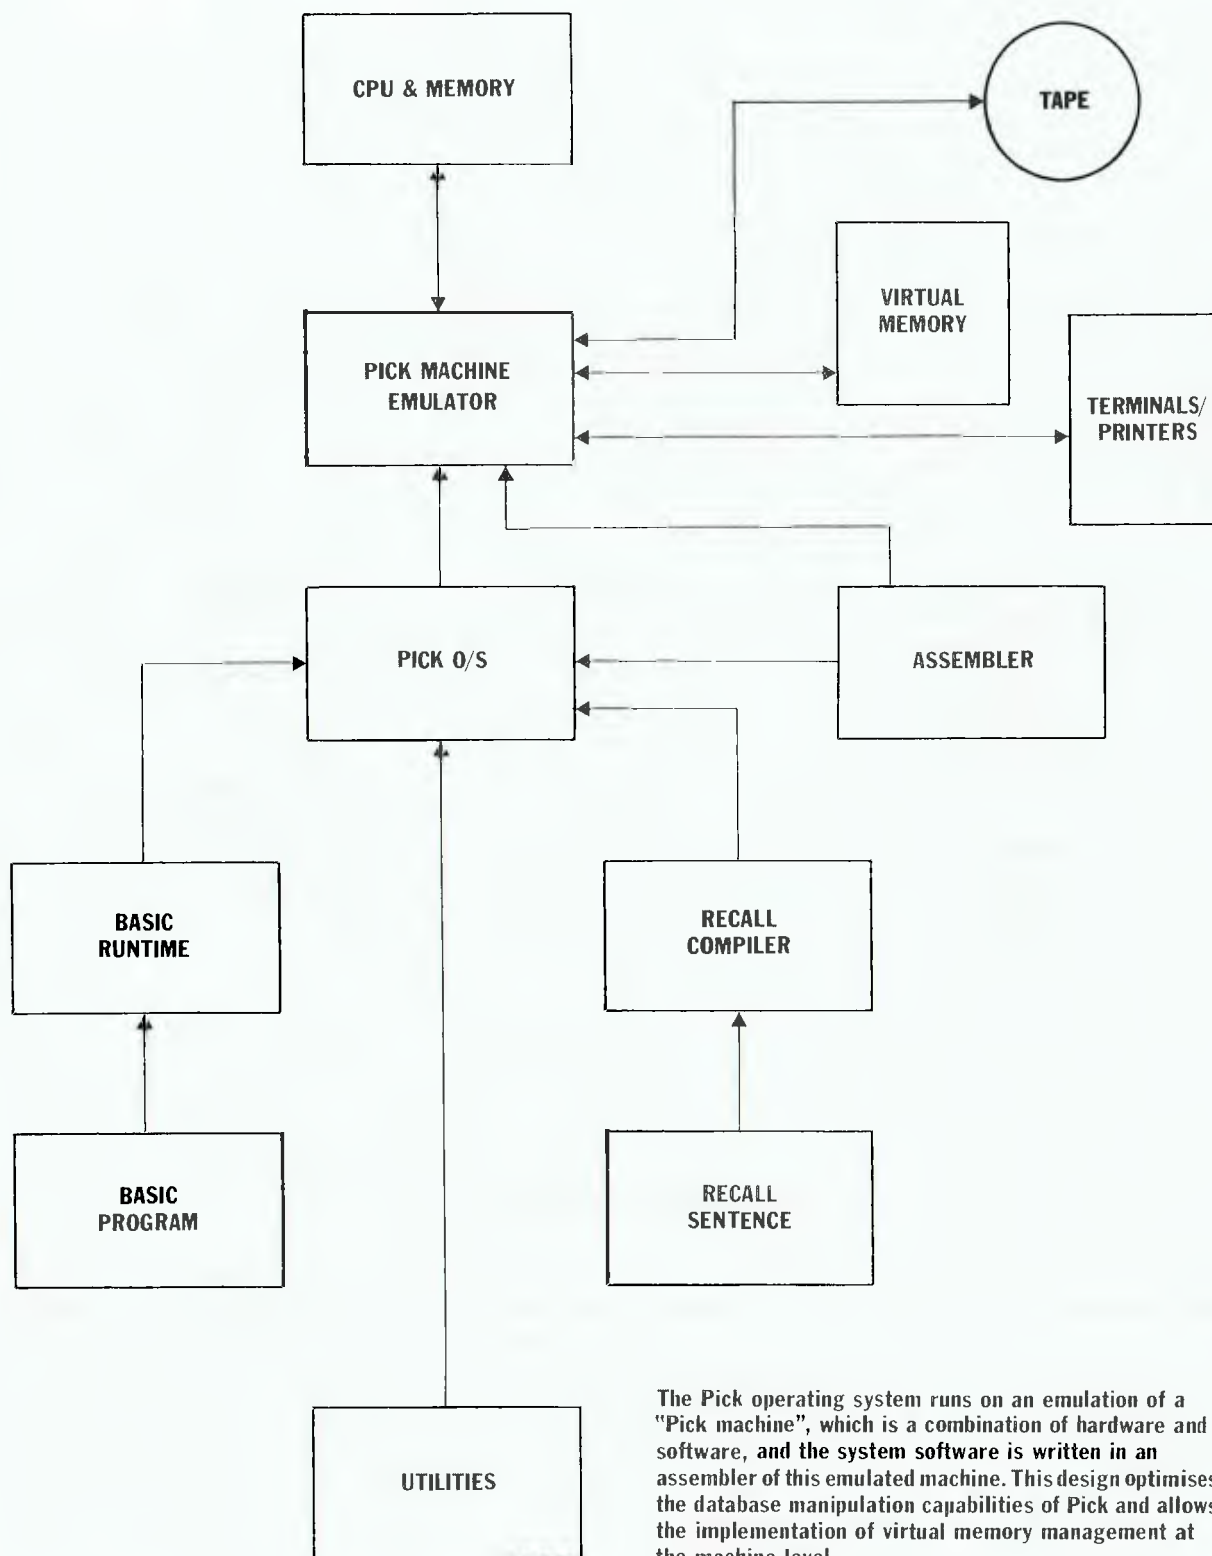 CPU & MEMORY
TAPE
VIRTUAL
MEMORY
PICK MACHINE
EMULATOR
TERMINALS/
PRINTERS
PICK O/S
ASSEMBLER
BASIC
RUNTIME
RECALL
COMPILER
BASIC
PROGRAM
RECALL
SENTENCE
UTILITIES
The Pick operating system runs on an emulation of a
"Pick machine", which is a combination of hardware and
software, and the system software is written in an
assembler of this emulated machine. This design optimises
the database manipulation capabilities of Pick and allows
the implementation of virtual memory management at
the machine level